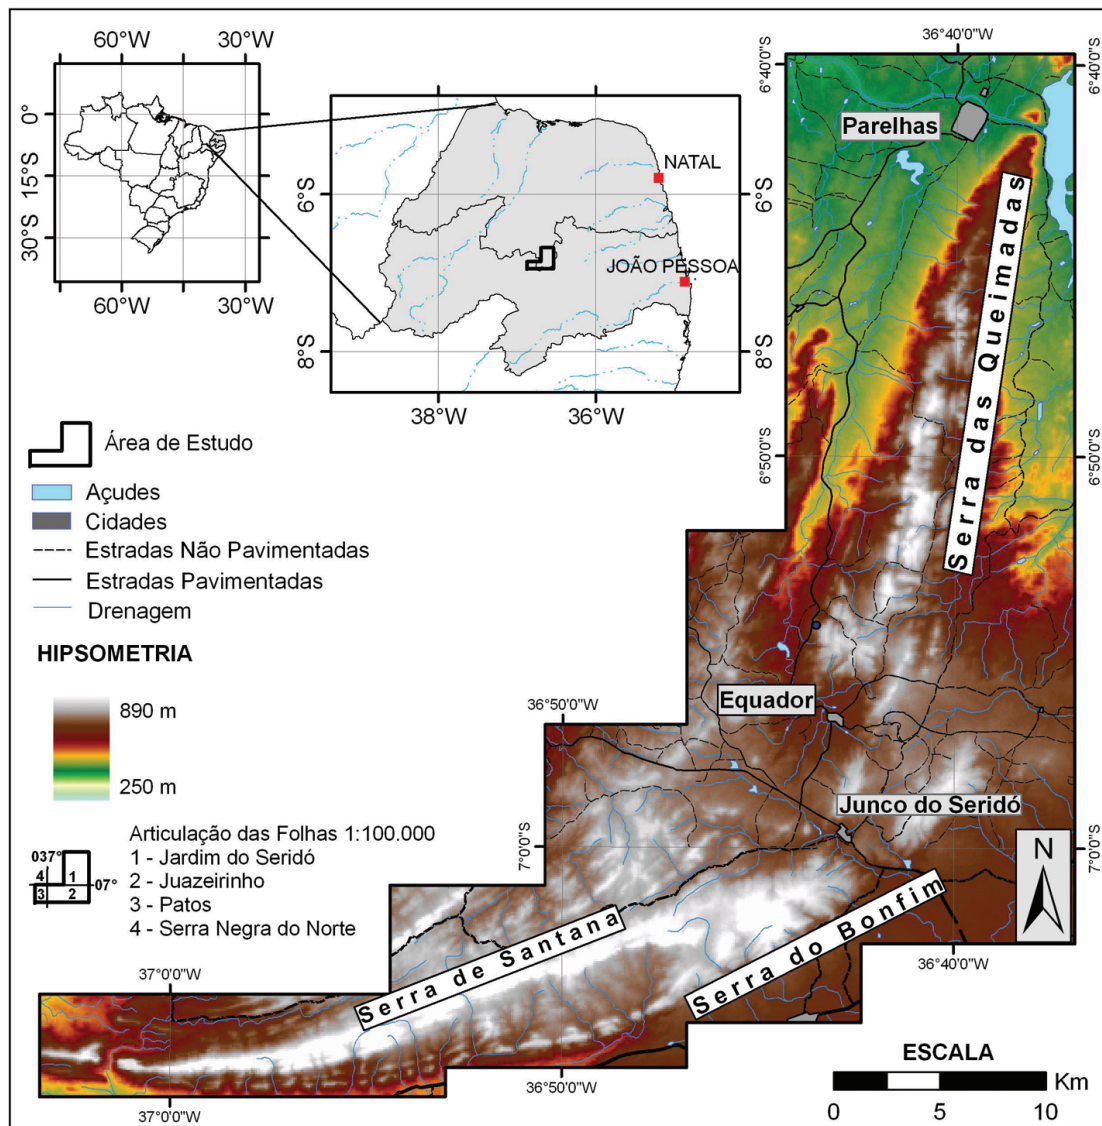 60°W 30°W
0°
15°S
30°S
60°W 30°W
6°S
8°S
38°W 36°W
NATAL
JOÃO PESSOA
36°40'0"W
6°40'0"S
6°40'0"S
Parelhas
Serra das Queimadas
6°50'0"S
6°50'0"S
Área de Estudo
Açudes
Cidades
Estradas Não Pavimentadas
Estradas Pavimentadas
Drenagem
HIPSOMETRIA
890 m
250 m
Articulação das Folhas 1:100.000
1 - Jardim do Seridó
2 - Juazeirinho
3 - Patos
4 - Serra Negra do Norte
037°
4 1
07°
3 2
36°50'0"W
Equador
Junco do Seridó
7°0'0"S
7°0'0"S
N
Serra de Santana
Serra do Bonfim
37°0'0"W
36°40'0"W
37°0'0"W
36°50'0"W
ESCALA
Km
0 5 10